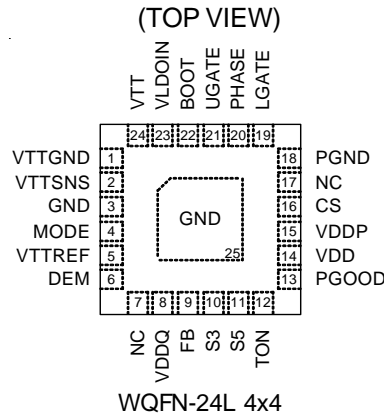 (TOP VIEW)
VTT VLDOIN BOOT UGATE PHASE LGATE
24 23 22 21 20 19
VTTGND 1 18 PGND
VTTSNS 2 17 NC
GND 3 16 CS
MODE 4 GND 15 VDDP
VTTREF 5 14 VDD
DEM 6 25 13 PGOOD
7 8 9 10 11 12
NC VDDQ FB S3 S5 TON
WQFN-24L 4x4